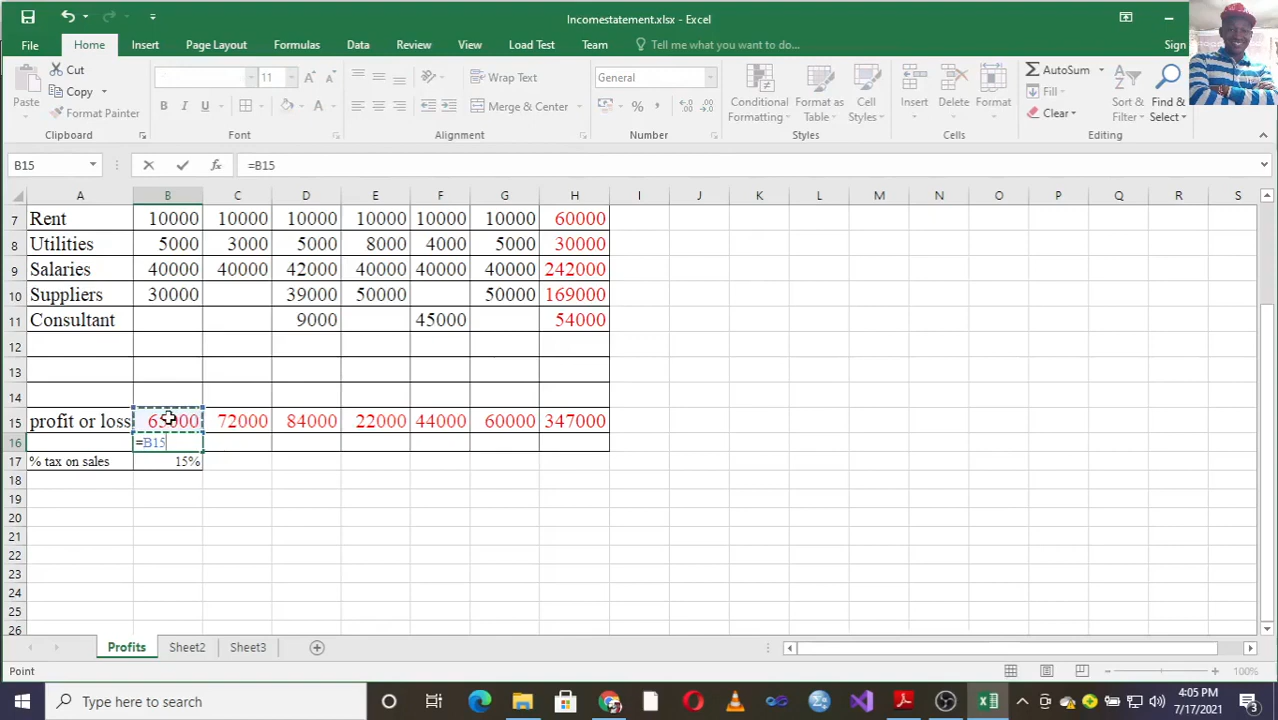 Incomestatement.xlsx - Excel
File Home Insert Page Layout Formulas Data Review View Load Test Team Tell me what you want to do... Sign
Paste Cut Copy Format Painter
Clipboard
11 A A
B I U A
Font
Wrap Text
Merge & Center
Alignment
General
% ,
Number
Conditional Formatting Format as Table Cell Styles
Styles
Insert Delete Format
Cells
AutoSum Fill Clear Sort & Filter Find & Select
Editing
B15 fx =B15
A B C D E F G H I J K L M N O P Q R S
7 Rent 10000 10000 10000 10000 10000 10000 60000
8 Utilities 5000 3000 5000 8000 4000 5000 30000
9 Salaries 40000 40000 42000 40000 40000 40000 242000
10 Suppliers 30000 39000 50000 50000 169000
11 Consultant 9000 45000 54000
12
13
14
15 profit or loss 65000 72000 84000 22000 44000 60000 347000
16 =B15
17 % tax on sales 15%
18
19
20
21
22
23
24
25
26
Profits Sheet2 Sheet3
Point 100%
Type here to search
4:05 PM
7/17/2021
3